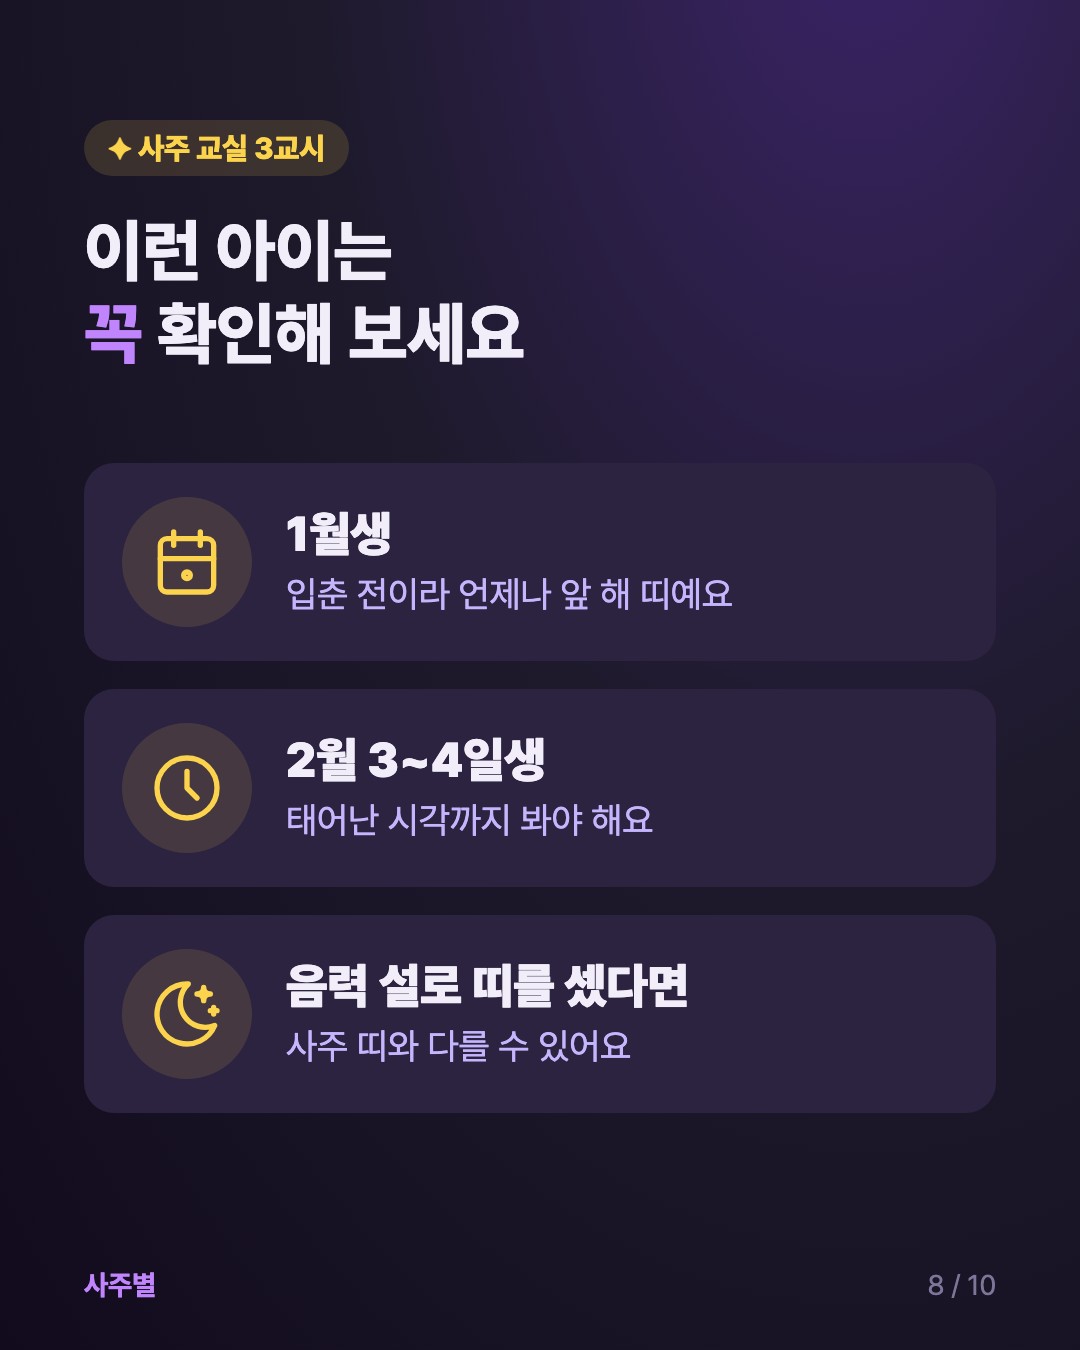 ✦ 사주 교실 3교시
이런 아이는
꼭 확인해 보세요
1월생
입춘 전이라 언제나 앞 해 띠예요
2월 3~4일생
태어난 시각까지 봐야 해요
음력 설로 띠를 셌다면
사주 띠와 다를 수 있어요
사주별
8 / 10